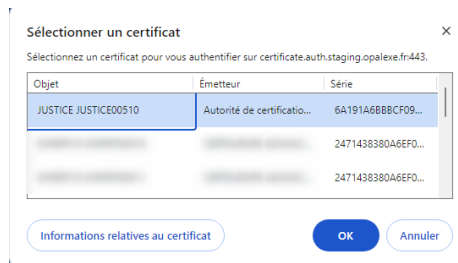 Sélectionner un certificat
Sélectionnez un certificat pour vous authentifier sur certificate.auth.staging.opalexe.fr:443.
Objet Émetteur Série
JUSTICE JUSTICE00510 Autorité de certificatio... 6A191A6BBBCF09...
2471438380A6EF0...
2471438380A6EF0...
Informations relatives au certificat OK Annuler